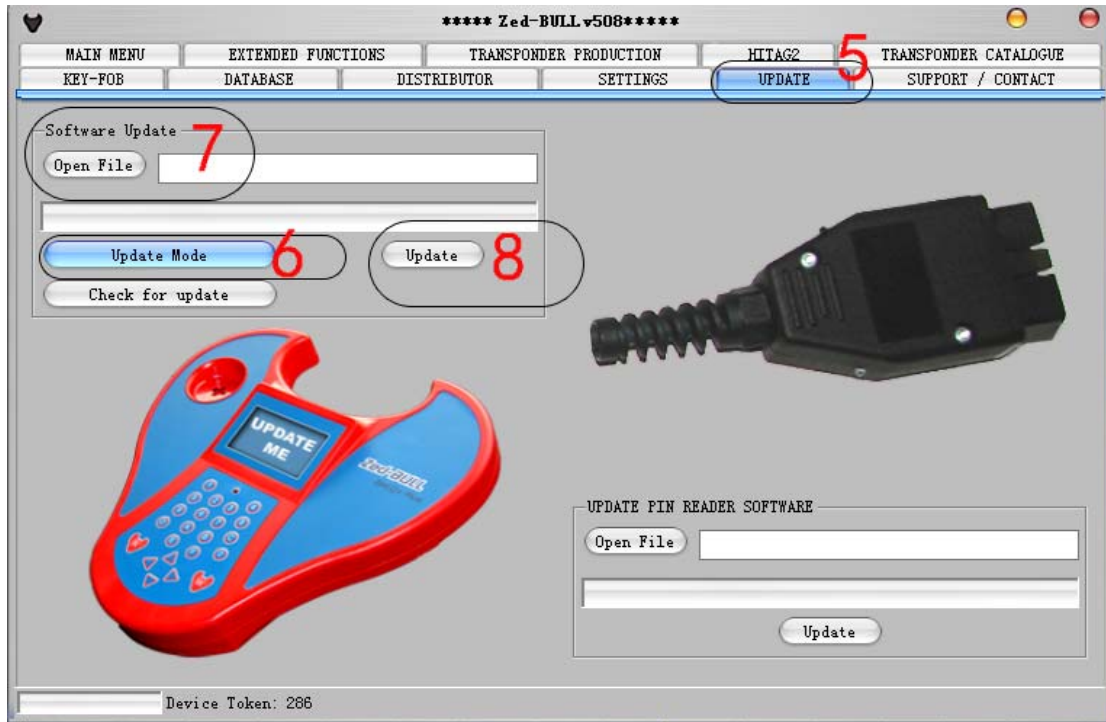 ***** Zed-BULL v508*****
MAIN MENU EXTENDED FUNCTIONS TRANSPONDER PRODUCTION HITAG2 TRANSPONDER CATALOGUE
5
KEY-FOB DATABASE DISTRIBUTOR SETTINGS UPDATE SUPPORT / CONTACT
Software Update
7
Open File
Update Mode 6 Update 8
Check for update
UPDATE
ME
Zed-BULL
UPDATE PIN READER SOFTWARE
Open File
Update
Device Token: 286